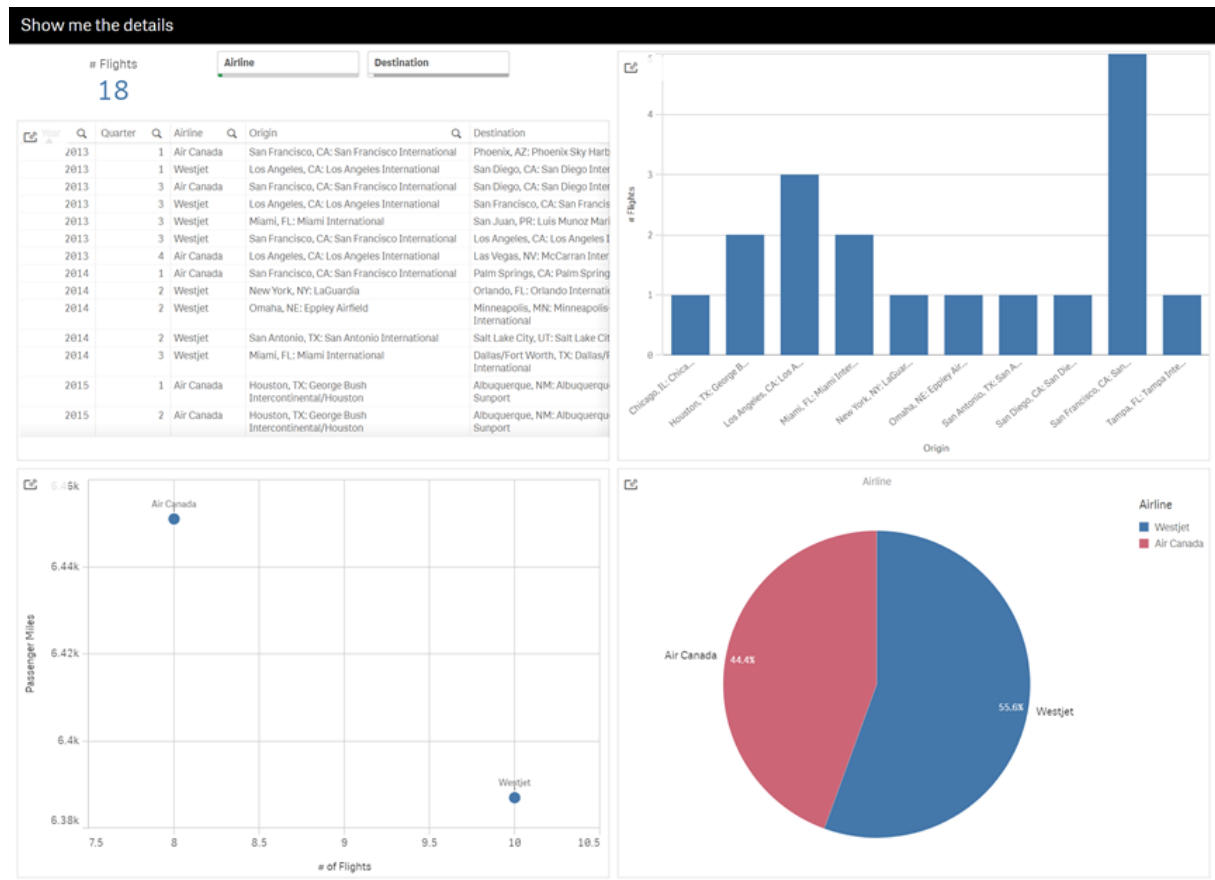 Show me the details
# Flights
18
Airline
Destination
Year Quarter Airline Origin Destination
2013 1 Air Canada San Francisco, CA: San Francisco International Phoenix, AZ: Phoenix Sky Harb
2013 1 Westjet Los Angeles, CA: Los Angeles International San Diego, CA: San Diego Inter
2013 3 Air Canada San Francisco, CA: San Francisco International San Diego, CA: San Diego Inter
2013 3 Westjet Los Angeles, CA: Los Angeles International San Francisco, CA: San Francis
2013 3 Westjet Miami, FL: Miami International San Juan, PR: Luis Munoz Mari
2013 3 Westjet San Francisco, CA: San Francisco International Los Angeles, CA: Los Angeles I
2013 4 Air Canada Los Angeles, CA: Los Angeles International Las Vegas, NV: McCarran Inter
2014 1 Air Canada San Francisco, CA: San Francisco International Palm Springs, CA: Palm Spring
2014 2 Westjet New York, NY: LaGuardia Orlando, FL: Orlando Internati
2014 2 Westjet Omaha, NE: Eppley Airfield Minneapolis, MN: Minneapolis-
International
2014 2 Westjet San Antonio, TX: San Antonio International Salt Lake City, UT: Salt Lake Cit
2014 3 Westjet Miami, FL: Miami International Dallas/Fort Worth, TX: Dallas/F
International
2015 1 Air Canada Houston, TX: George Bush Albuquerque, NM: Albuquerqu
Intercontinental/Houston Sunport
2015 2 Air Canada Houston, TX: George Bush Albuquerque, NM: Albuquerqu
Intercontinental/Houston Sunport
5
4
3
2
1
0
# Flights
Chicago, IL: Chica...
Houston, TX: George B...
Los Angeles, CA: Los A...
Miami, FL: Miami Inter...
New York, NY: LaGuar...
Omaha, NE: Eppley Air...
San Antonio, TX: San A...
San Diego, CA: San Die...
San Francisco, CA: San...
Tampa, FL: Tampa Inte...
Origin
6.46k
6.44k
6.42k
6.4k
6.38k
Passenger Miles
Air Canada
Westjet
7.5 8 8.5 9 9.5 10 10.5
# of Flights
Airline
Airline
Westjet
Air Canada
Air Canada
44.4%
55.6%
Westjet